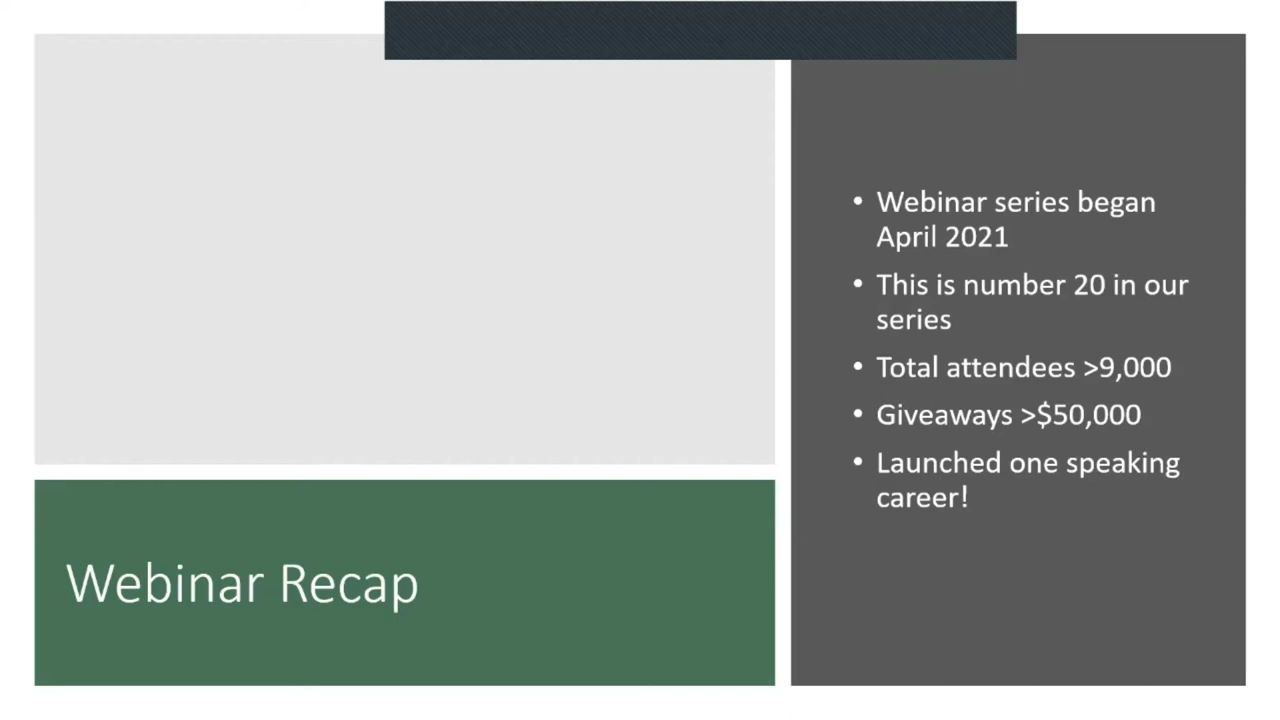 Webinar Recap
• Webinar series began
April 2021
• This is number 20 in our
series
• Total attendees >9,000
• Giveaways >$50,000
• Launched one speaking
career!